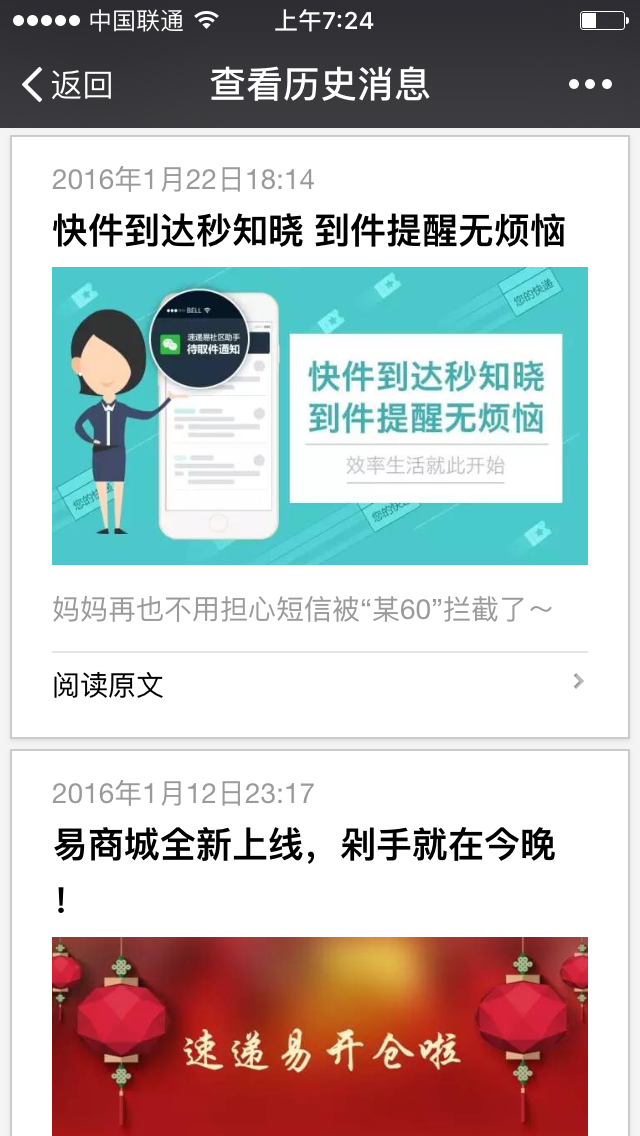 中国联通
上午7:24
返回
查看历史消息
2016年1月22日18:14
快件到达秒知晓 到件提醒无烦恼
BELL
速递易社区助手
待取件通知
您的快递
快件到达秒知晓
到件提醒无烦恼
效率生活就此开始
您的快
您的快
妈妈再也不用担心短信被“某60”拦截了～
阅读原文
2016年1月12日23:17
易商城全新上线，剁手就在今晚
！
速递易开仓啦